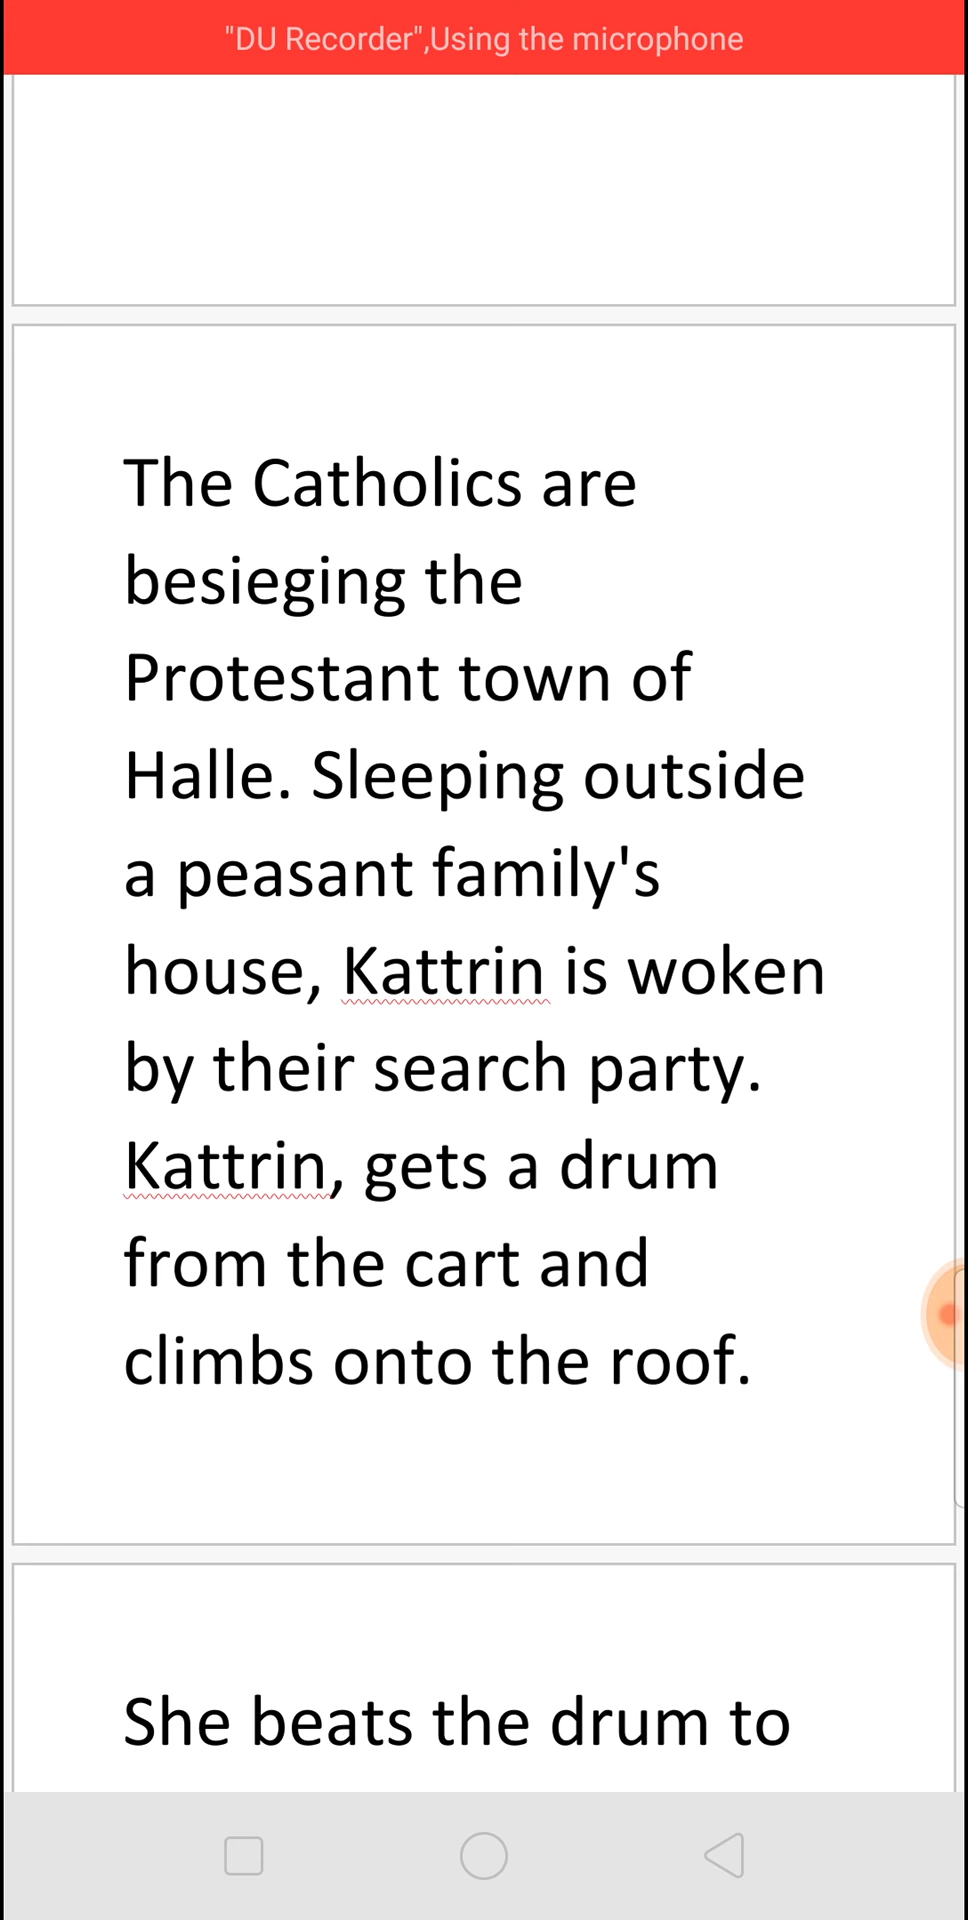 "DU Recorder",Using the microphone
The Catholics are
besieging the
Protestant town of
Halle. Sleeping outside
a peasant family's
house, Kattrin is woken
by their search party.
Kattrin, gets a drum
from the cart and
climbs onto the roof.
She beats the drum to